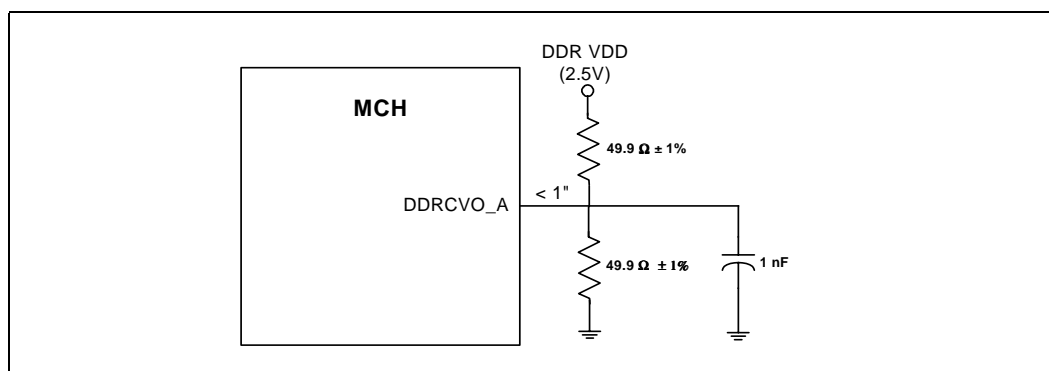 DDR VDD
(2.5V)
MCH
49.9 Ω ± 1%
DDRCVO_A
< 1"
49.9 Ω ± 1%
1 nF